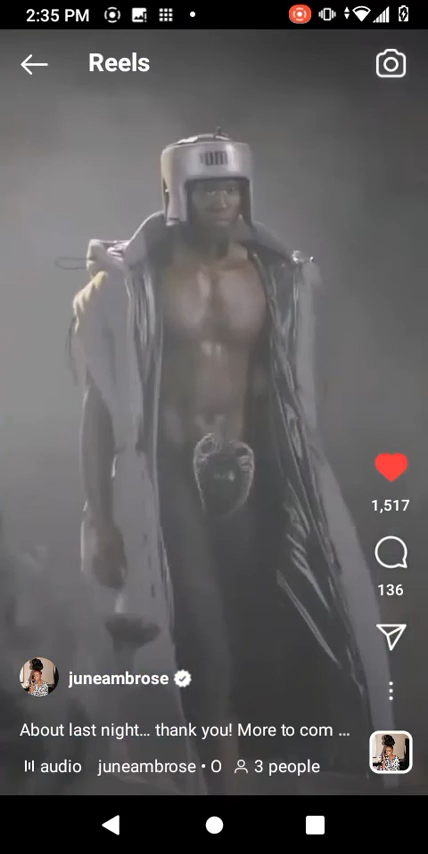 2:35 PM
Reels
1,517
136
juneambrose
About last night… thank you! More to com …
audio juneambrose • O 3 people